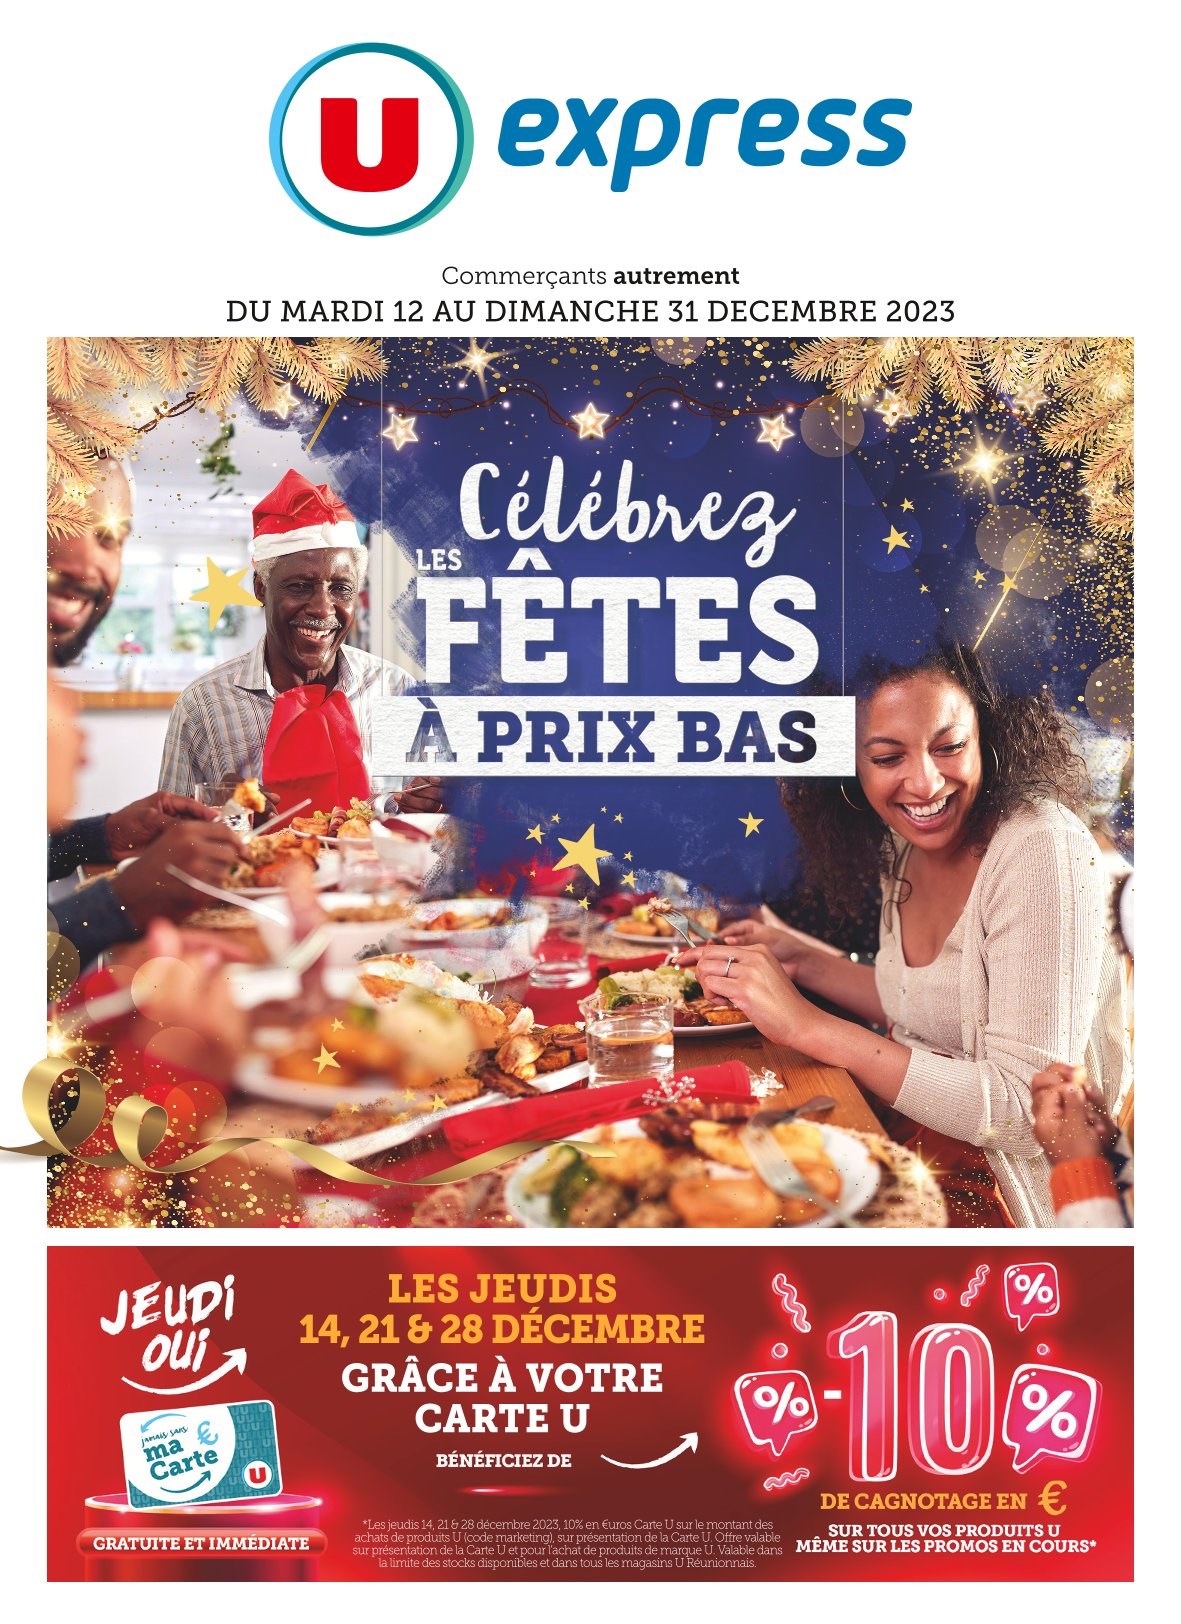 U express
Commerçants autrement
DU MARDI 12 AU DIMANCHE 31 DECEMBRE 2023
Célébrez
LES
FÊTES
À PRIX BAS
JEUDI
OUI
jamais sans
ma
Carte
€
U
GRATUITE ET IMMÉDIATE
LES JEUDIS
14, 21 & 28 DÉCEMBRE
GRÂCE À VOTRE
CARTE U
BÉNÉFICIEZ DE
*Les jeudis 14, 21 & 28 décembre 2023, 10% en €uros Carte U sur le montant des
achats de produits U (code marketing), sur présentation de la Carte U. Offre valable
sur présentation de la Carte U et pour l'achat de produits de marque U. Valable dans
la limite des stocks disponibles et dans tous les magasins U Réunionnais.
%
% -10 %
DE CAGNOTAGE EN €
SUR TOUS VOS PRODUITS U
MÊME SUR LES PROMOS EN COURS*